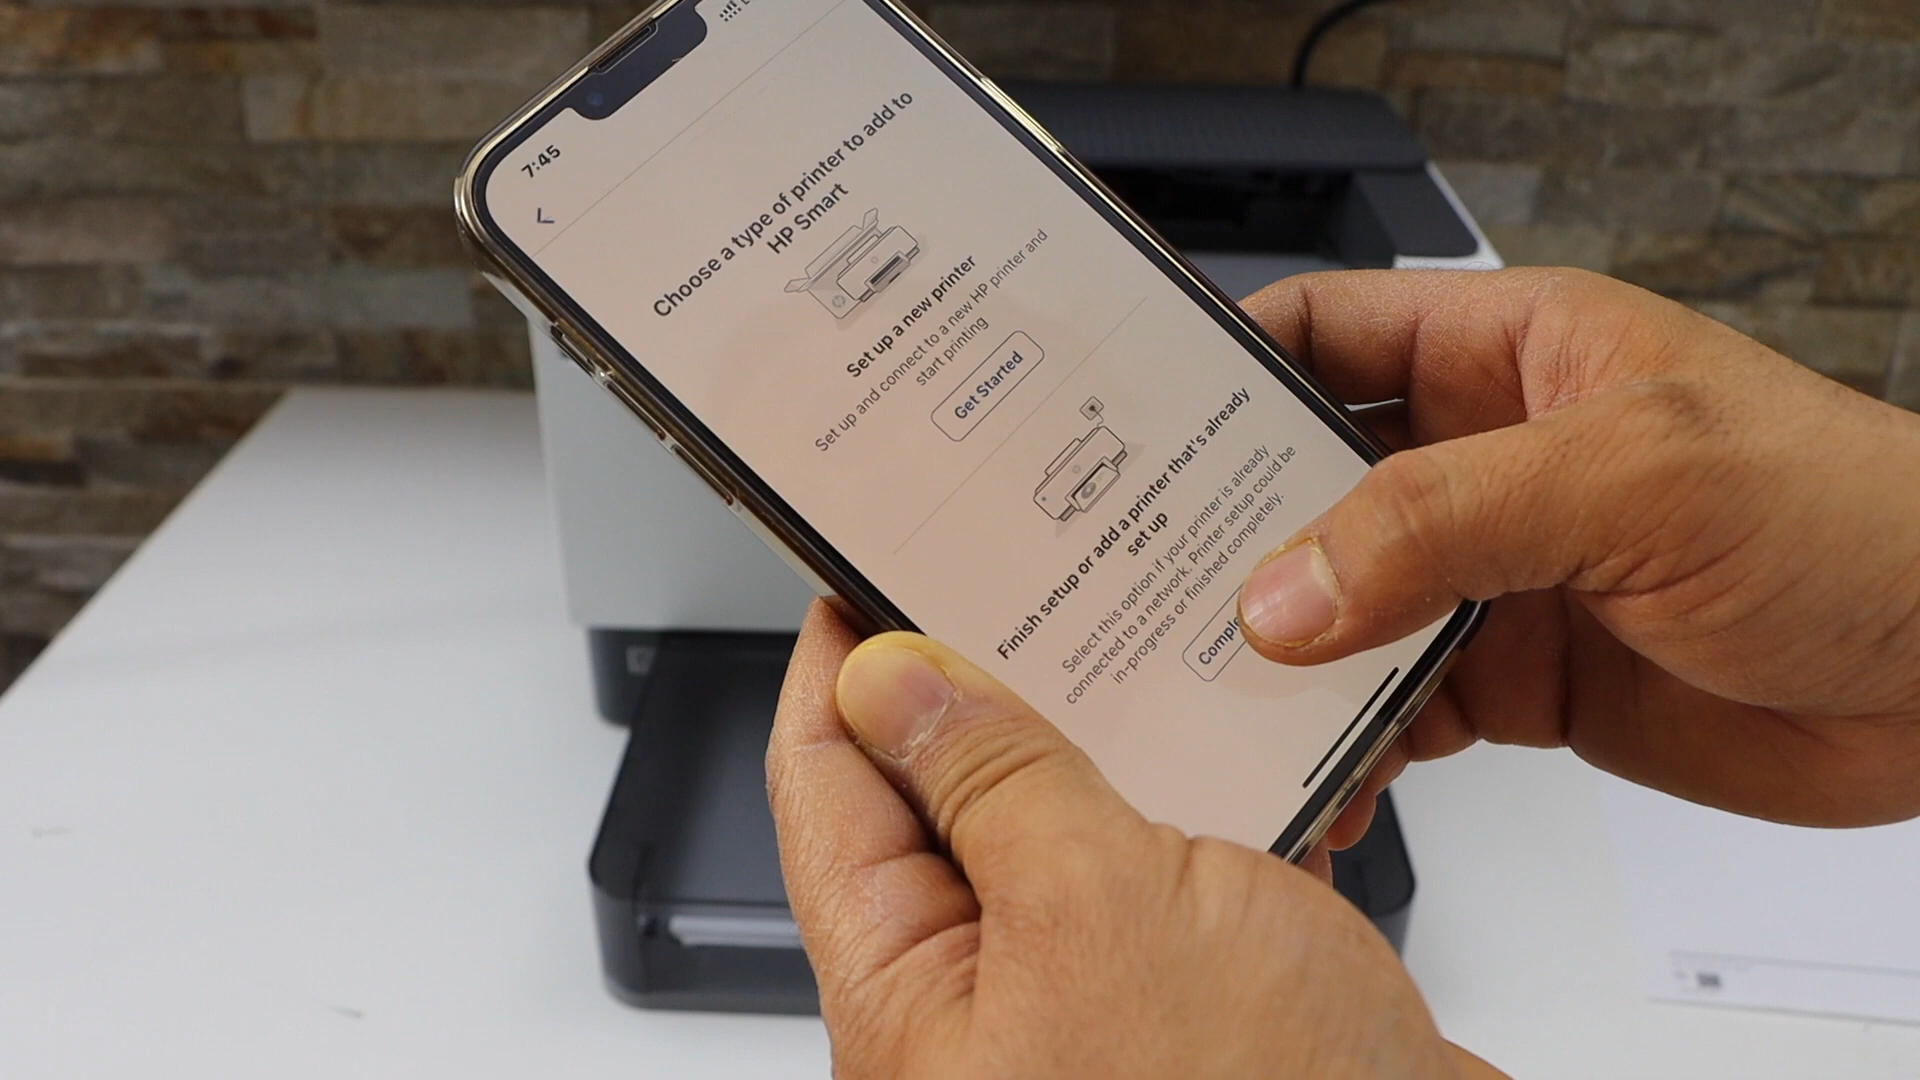 7:45
Choose a type of printer to add to
HP Smart
Set up a new printer
Set up and connect to a new HP printer and
start printing
Get Started
Finish setup or add a printer that's already
set up
Select this option if your printer is already
connected to a network. Printer setup could be
in-progress or finished completely.